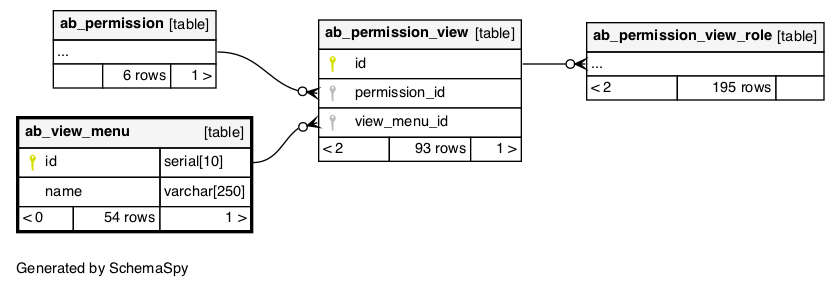 ab_permission [table]
...
6 rows 1 >
ab_view_menu [table]
id serial[10]
name varchar[250]
< 0 54 rows 1 >
ab_permission_view [table]
id
permission_id
view_menu_id
< 2 93 rows 1 >
ab_permission_view_role [table]
...
< 2 195 rows
Generated by SchemaSpy